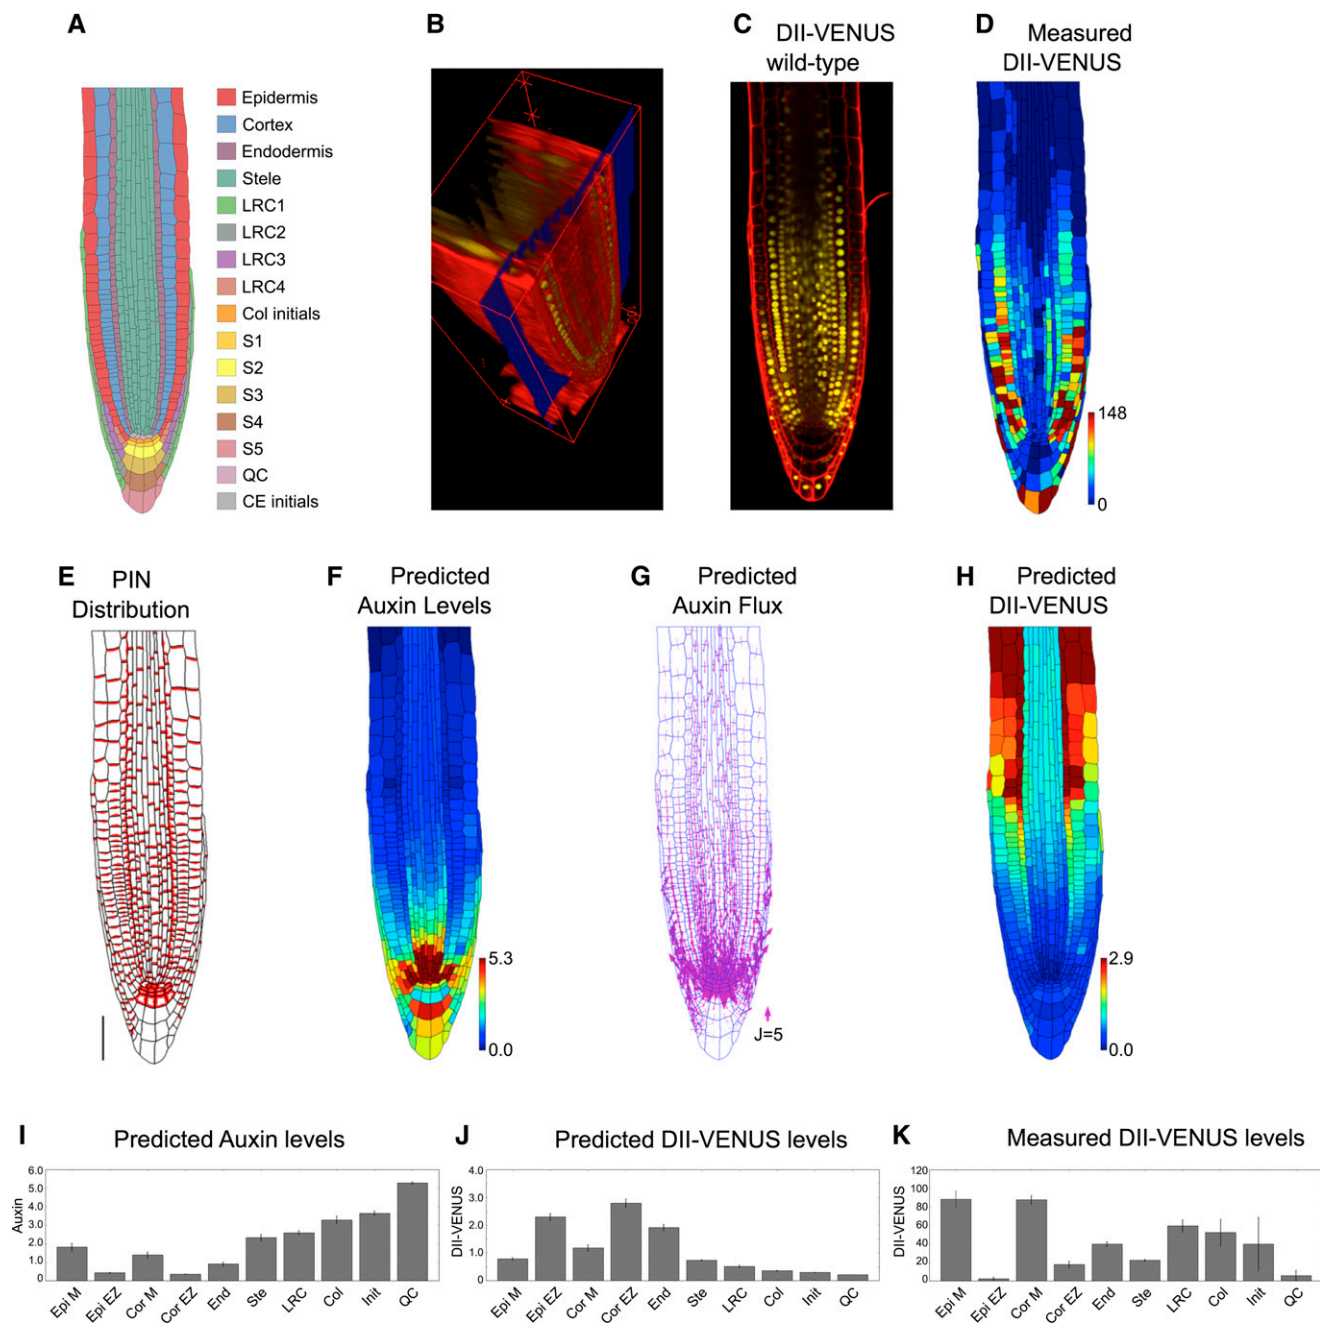 A
Epidermis
Cortex
Endodermis
Stele
LRC1
LRC2
LRC3
LRC4
Col initials
S1
S2
S3
S4
S5
QC
CE initials
B
C DII-VENUS
wild-type
D Measured
DII-VENUS
148
0
E PIN
Distribution
F Predicted
Auxin Levels
5.3
0.0
G Predicted
Auxin Flux
J=5
H Predicted
DII-VENUS
2.9
0.0
I Predicted Auxin levels
6.0
5.0
4.0
3.0
2.0
1.0
0
Auxin
Epi M
Epi EZ
Cor M
Cor EZ
End
Ste
LRC
Col
Init
QC
J Predicted DII-VENUS levels
4.0
3.0
2.0
1.0
0
DII-VENUS
Epi M
Epi EZ
Cor M
Cor EZ
End
Ste
LRC
Col
Init
QC
K Measured DII-VENUS levels
120
100
80
60
40
20
0
DII-VENUS
Epi M
Epi EZ
Cor M
Cor EZ
End
Ste
LRC
Col
Init
QC